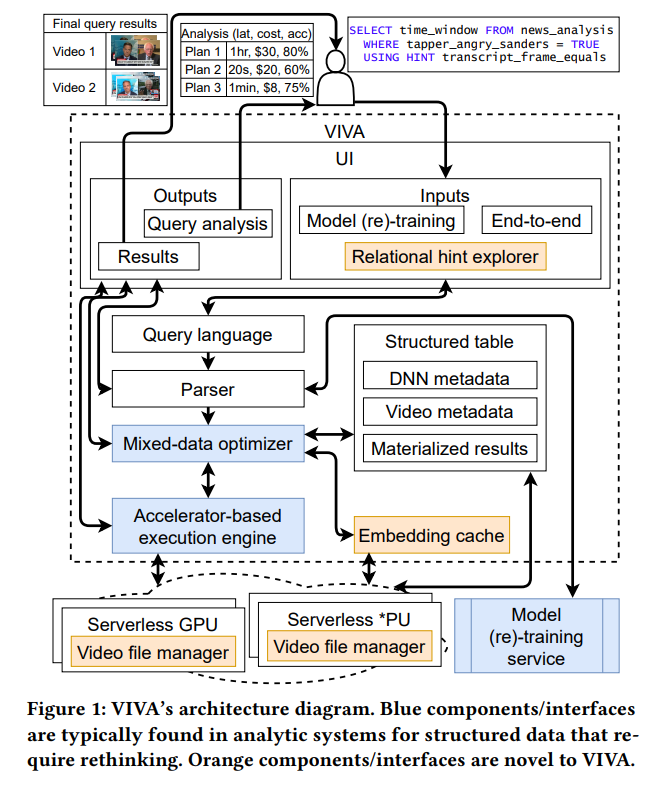 Final query results
Video 1
Video 2
Analysis (lat, cost, acc)
Plan 1 1hr, $30, 80%
Plan 2 20s, $20, 60%
Plan 3 1min, $8, 75%
SELECT time_window FROM news_analysis
WHERE tapper_angry_sanders = TRUE
USING HINT transcript_frame_equals
VIVA
UI
Outputs
Query analysis
Results
Inputs
Model (re)-training
End-to-end
Relational hint explorer
Query language
Parser
Mixed-data optimizer
Accelerator-based
execution engine
Structured table
DNN metadata
Video metadata
Materialized results
Embedding cache
Serverless GPU
Video file manager
Serverless *PU
Video file manager
Model
(re)-training
service
Figure 1: VIVA's architecture diagram. Blue components/interfaces
are typically found in analytic systems for structured data that re-
quire rethinking. Orange components/interfaces are novel to VIVA.